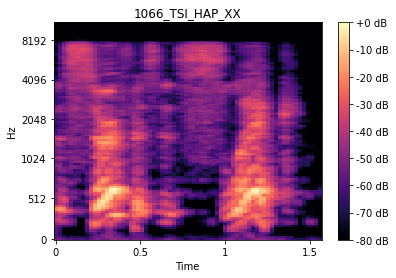 1066_TSI_HAP_XX
+0 dB
8192
-10 dB
4096
-20 dB
-30 dB
2048
Hz
-40 dB
1024
-50 dB
512
-60 dB
-70 dB
0
-80 dB
0
0.5
1
1.5
Time